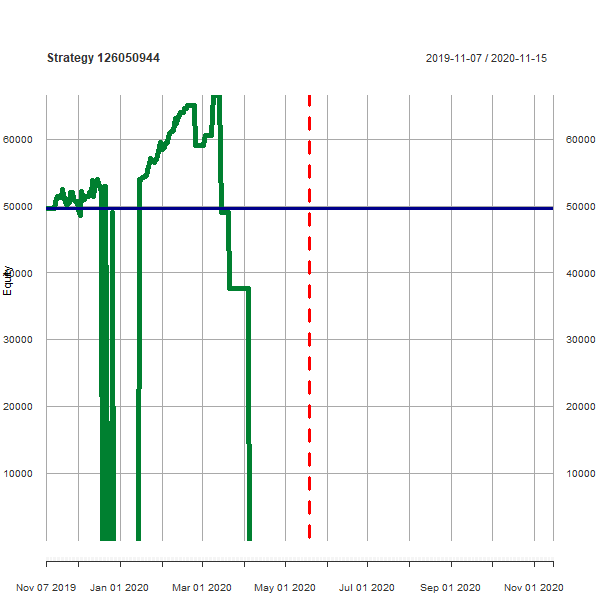 Strategy 126050944
2019-11-07 / 2020-11-15
60000
60000
50000
50000
40000
40000
Equity
30000
30000
20000
20000
10000
10000
Nov 07 2019
Jan 01 2020
Mar 01 2020
May 01 2020
Jul 01 2020
Sep 01 2020
Nov 01 2020